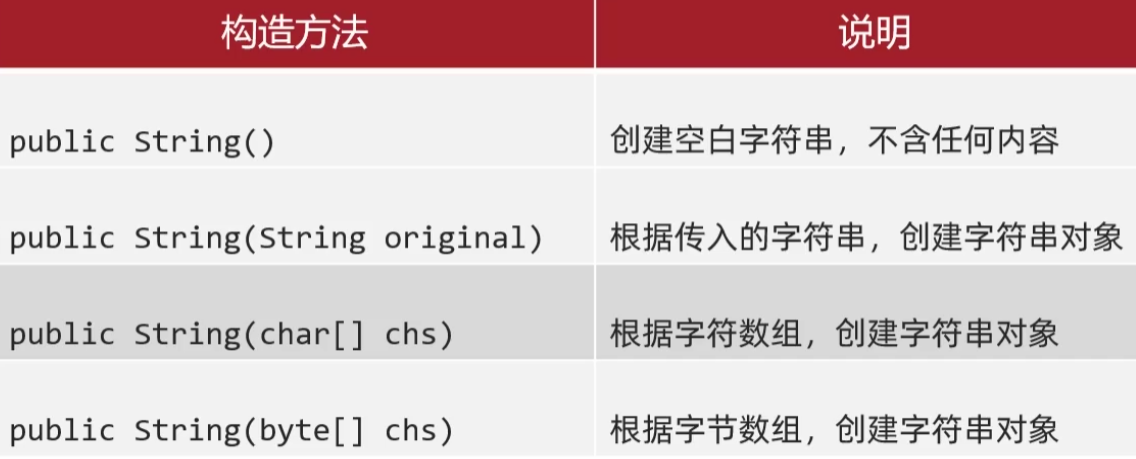 构造方法 说明
public String() 创建空白字符串，不含任何内容
public String(String original) 根据传入的字符串，创建字符串对象
public String(char[] chs) 根据字符数组，创建字符串对象
public String(byte[] chs) 根据字节数组，创建字符串对象